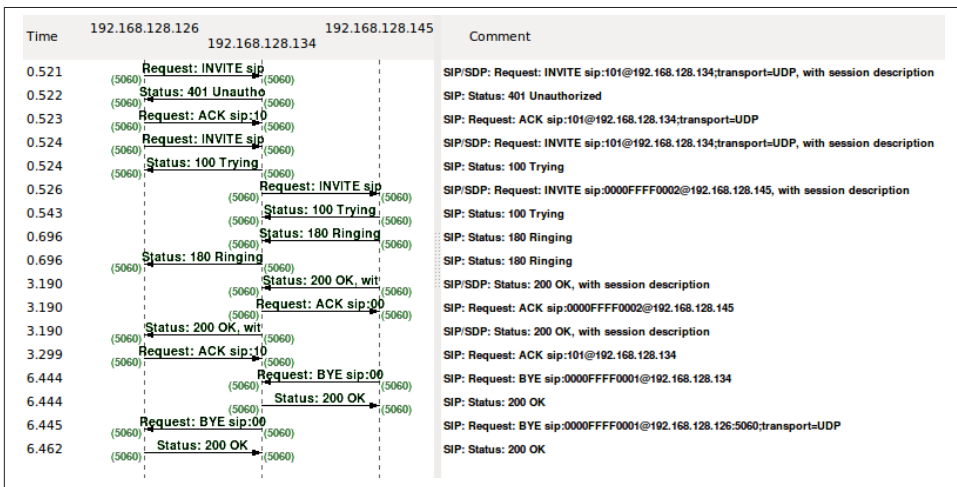 Time 192.168.128.126 192.168.128.134 192.168.128.145 Comment
0.521 (5060) Request: INVITE sip (5060) SIP/SDP: Request: INVITE sip:101@192.168.128.134;transport=UDP, with session description
0.522 (5060) Status: 401 Unautho (5060) SIP: Status: 401 Unauthorized
0.523 (5060) Request: ACK sip:10 (5060) SIP: Request: ACK sip:101@192.168.128.134;transport=UDP
0.524 (5060) Request: INVITE sip (5060) SIP/SDP: Request: INVITE sip:101@192.168.128.134;transport=UDP, with session description
0.524 (5060) Status: 100 Trying (5060) SIP: Status: 100 Trying
0.526 (5060) Request: INVITE sip (5060) SIP/SDP: Request: INVITE sip:0000FFFF0002@192.168.128.145, with session description
0.543 (5060) Status: 100 Trying (5060) SIP: Status: 100 Trying
0.696 (5060) Status: 180 Ringing (5060) SIP: Status: 180 Ringing
0.696 (5060) Status: 180 Ringing (5060) SIP: Status: 180 Ringing
3.190 (5060) Status: 200 OK, wit (5060) SIP/SDP: Status: 200 OK, with session description
3.190 (5060) Request: ACK sip:00 (5060) SIP: Request: ACK sip:0000FFFF0002@192.168.128.145
3.190 (5060) Status: 200 OK, wit (5060) SIP/SDP: Status: 200 OK, with session description
3.299 (5060) Request: ACK sip:10 (5060) SIP: Request: ACK sip:101@192.168.128.134
6.444 (5060) Request: BYE sip:00 (5060) SIP: Request: BYE sip:0000FFFF0001@192.168.128.134
6.444 (5060) Status: 200 OK (5060) SIP: Status: 200 OK
6.445 (5060) Request: BYE sip:00 (5060) SIP: Request: BYE sip:0000FFFF0001@192.168.128.126:5060;transport=UDP
6.462 (5060) Status: 200 OK (5060) SIP: Status: 200 OK